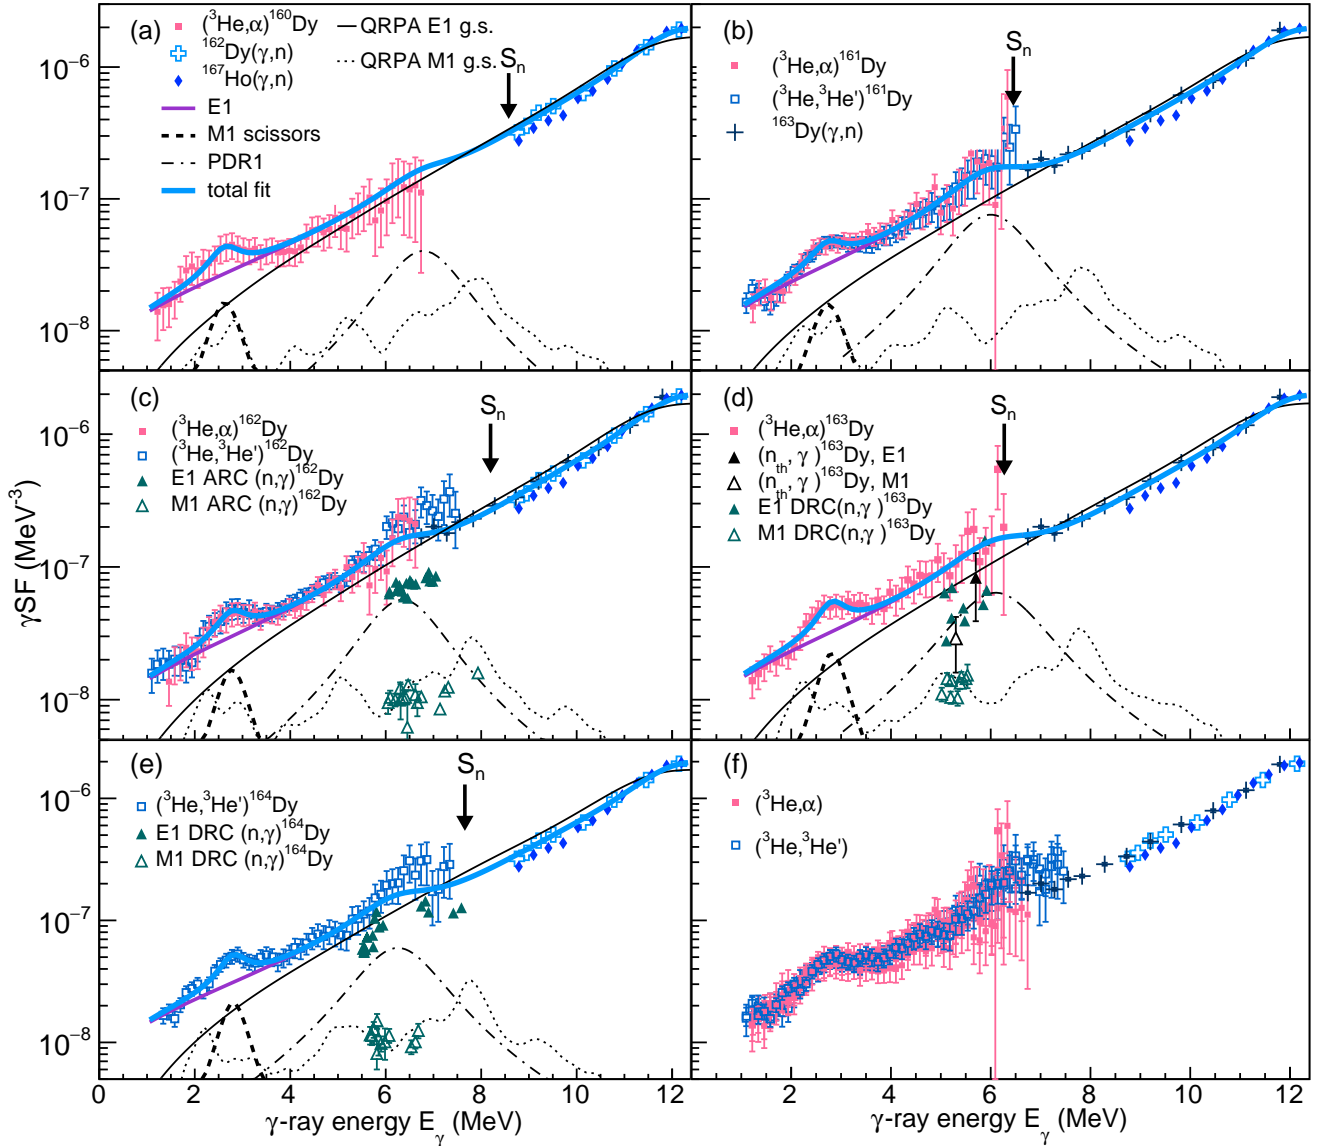 (a)
(³He,α)¹⁶⁰Dy
¹⁶²Dy(γ,n)
¹⁶⁷Ho(γ,n)
E1
M1 scissors
PDR1
total fit
QRPA E1 g.s.
QRPA M1 g.s.
Sₙ
10⁻⁶
10⁻⁷
10⁻⁸
(b)
(³He,α)¹⁶¹Dy
(³He,³He')¹⁶¹Dy
¹⁶³Dy(γ,n)
Sₙ
(c)
(³He,α)¹⁶²Dy
(³He,³He')¹⁶²Dy
E1 ARC (n,γ)¹⁶²Dy
M1 ARC (n,γ)¹⁶²Dy
Sₙ
10⁻⁶
10⁻⁷
10⁻⁸
γSF (MeV⁻³)
(d)
(³He,α)¹⁶³Dy
(n_th, γ)¹⁶³Dy, E1
(n_th, γ)¹⁶³Dy, M1
E1 DRC(n,γ)¹⁶³Dy
M1 DRC(n,γ)¹⁶³Dy
Sₙ
(e)
(³He,³He')¹⁶⁴Dy
E1 DRC (n,γ)¹⁶⁴Dy
M1 DRC (n,γ)¹⁶⁴Dy
Sₙ
10⁻⁶
10⁻⁷
10⁻⁸
0 2 4 6 8 10 12
γ-ray energy E_γ (MeV)
(f)
(³He,α)
(³He,³He')
2 4 6 8 10 12
γ-ray energy E_γ (MeV)